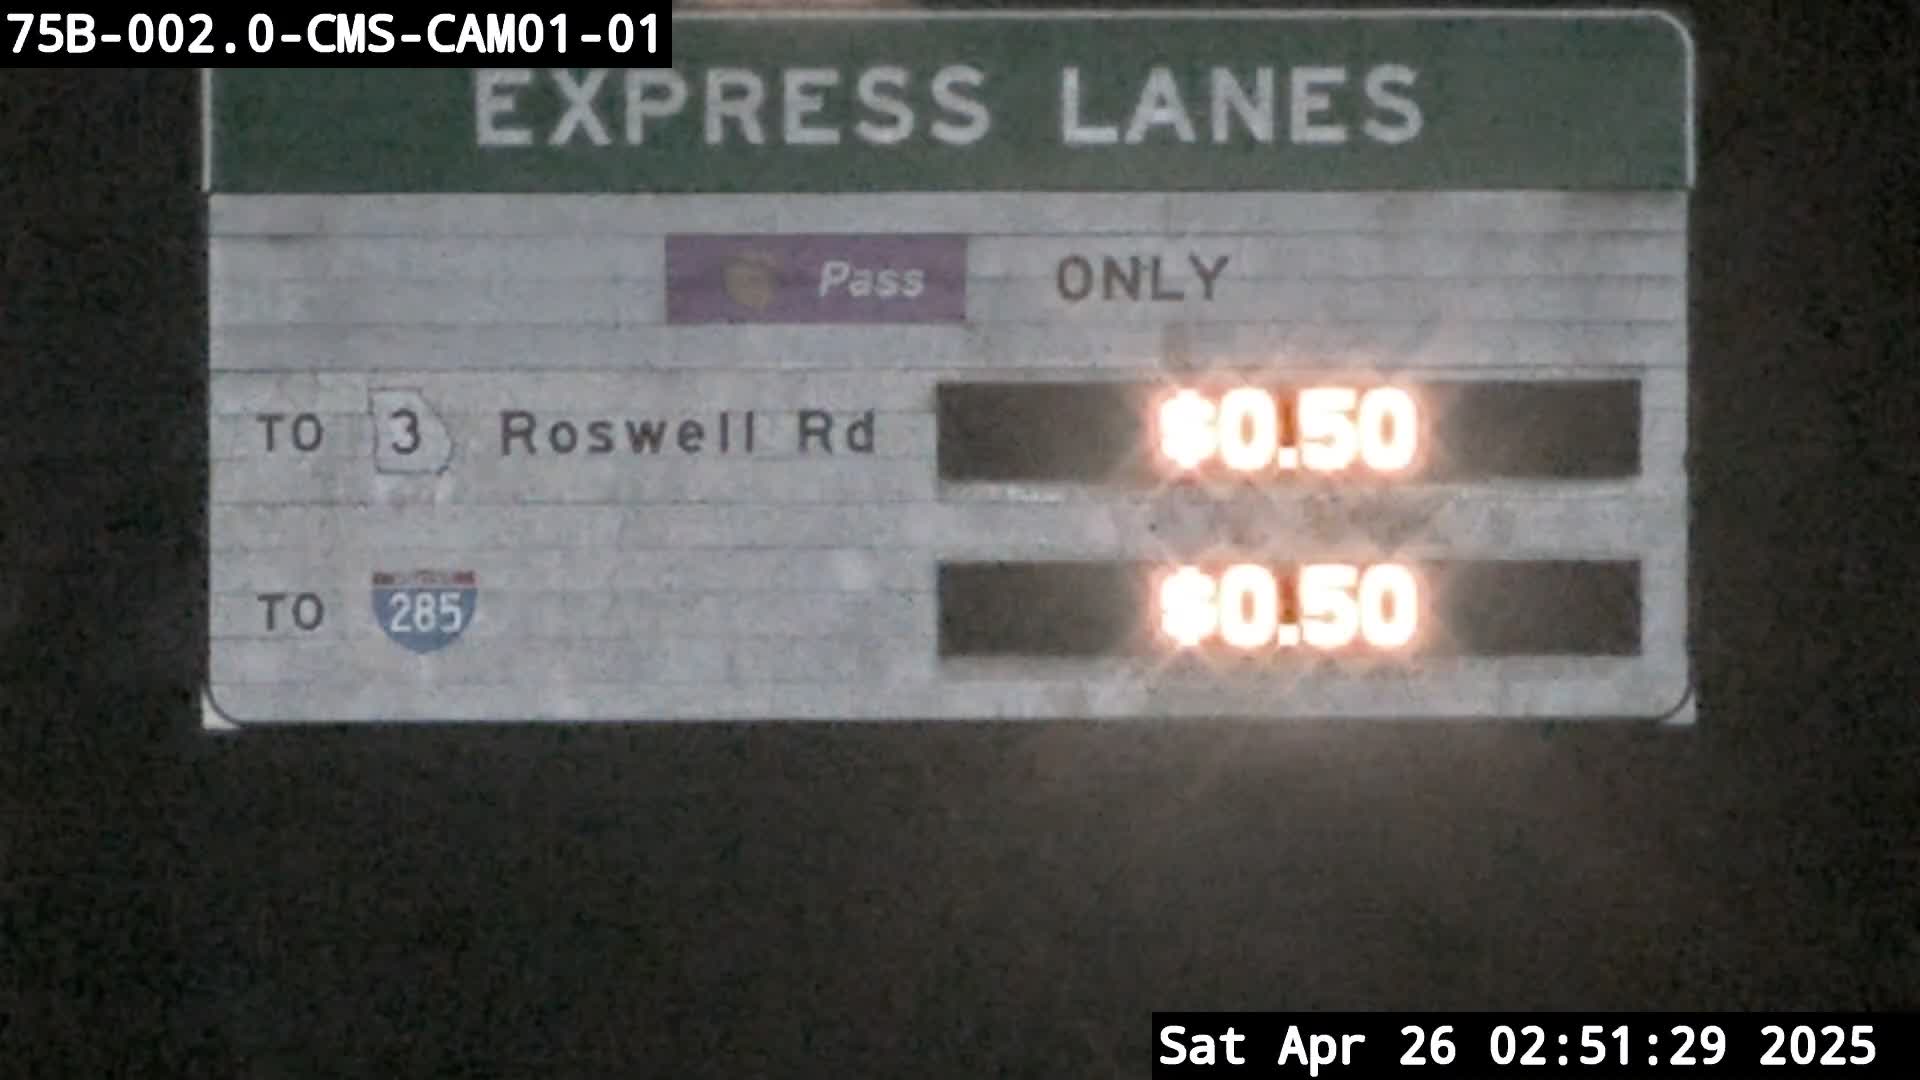 75B-002.0-CMS-CAM01-01
EXPRESS LANES
Pass ONLY
TO 3 Roswell Rd $0.50
TO 285 $0.50
Sat Apr 26 02:51:29 2025